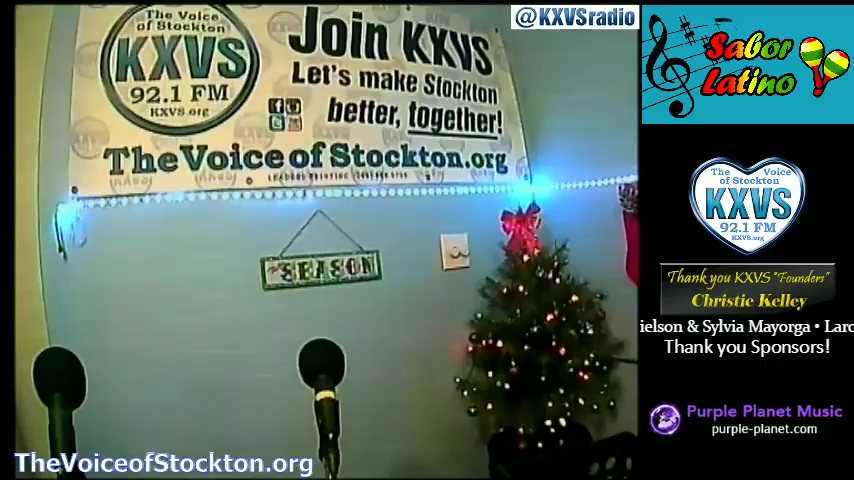 The Voice
of Stockton
KXVS
92.1 FM
KXVS.org
Join KXVS
Let's make Stockton
better, together!
TheVoiceofStockton.org
SEASON
@KXVSradio
Sabor
Latino
The Voice
of Stockton
KXVS
92.1 FM
KXVS.org
Thank you KXVS "Founders"
Christie Kelley
ielson & Sylvia Mayorga • Laro
Thank you Sponsors!
Purple Planet Music
purple-planet.com
TheVoiceofStockton.org